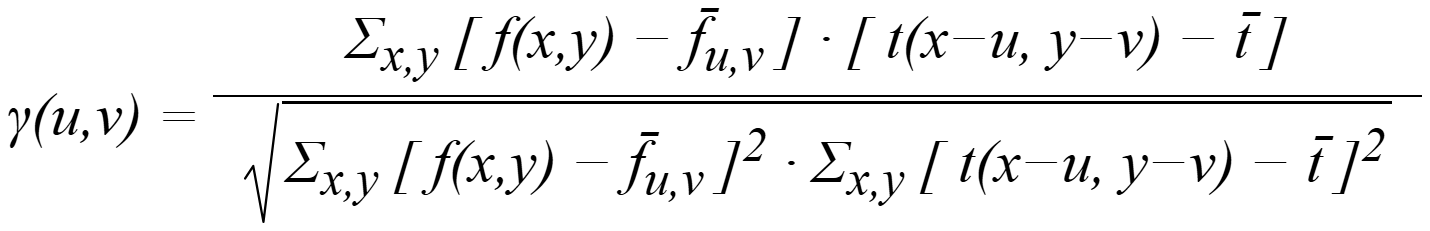 γ(u,v) = Σx,y [ f(x,y) − f̄u,v ] · [ t(x−u, y−v) − t̄ ] / √ Σx,y [ f(x,y) − f̄u,v ]² · Σx,y [ t(x−u, y−v) − t̄ ]²